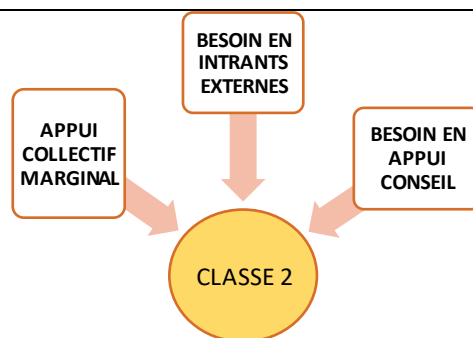 BESOIN EN
INTRANTS
EXTERNES
APPUI
COLLECTIF
MARGINAL
BESOIN EN
APPUI
CONSEIL
CLASSE 2